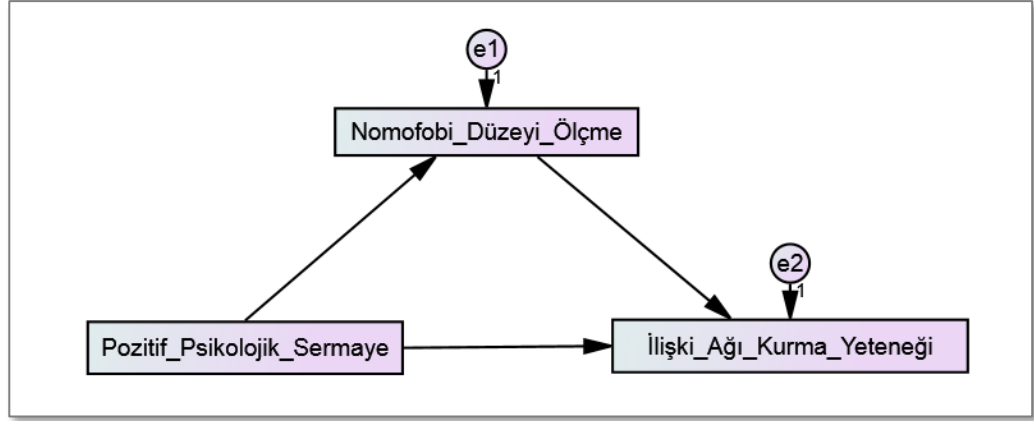 e1
1
Nomofobi_Düzeyi_Ölçme
e2
1
Pozitif_Psikolojik_Sermaye
İlişki_Ağı_Kurma_Yeteneği